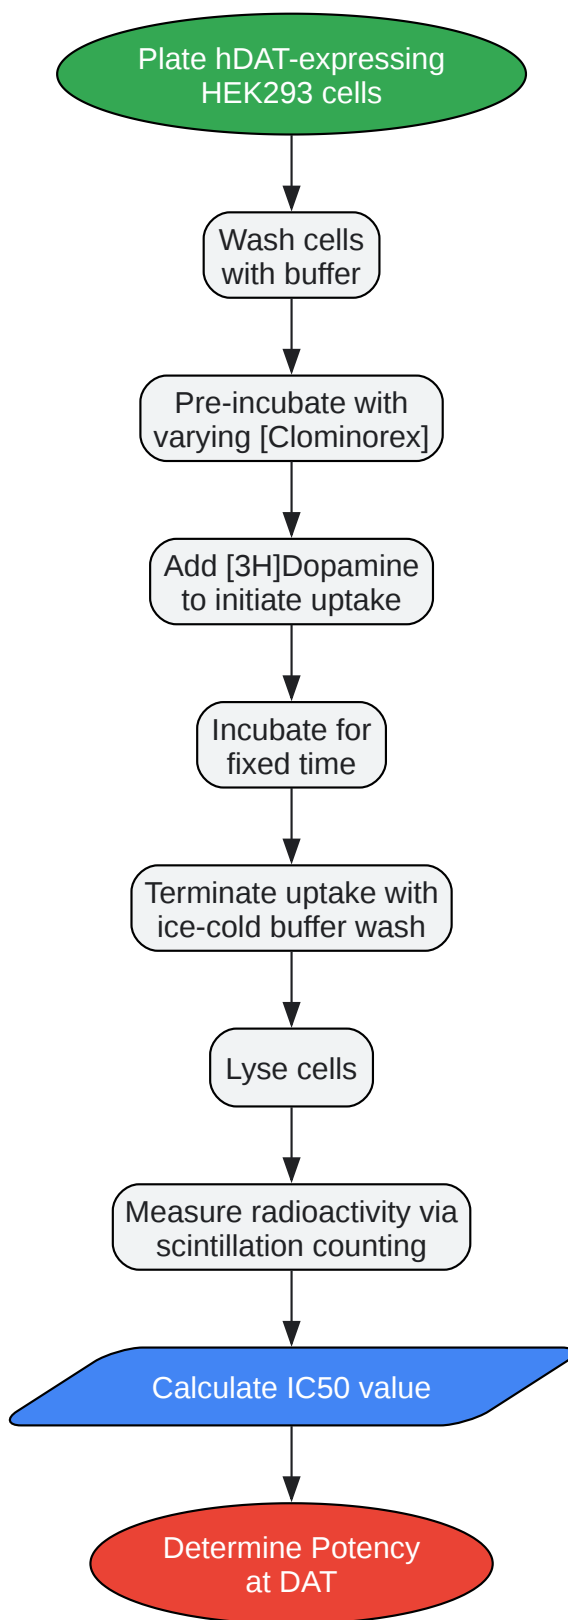 Plate hDAT-expressing
HEK293 cells
Wash cells
with buffer
Pre-incubate with
varying [Clominorex]
Add [3H]Dopamine
to initiate uptake
Incubate for
fixed time
Terminate uptake with
ice-cold buffer wash
Lyse cells
Measure radioactivity via
scintillation counting
Calculate IC50 value
Determine Potency
at DAT